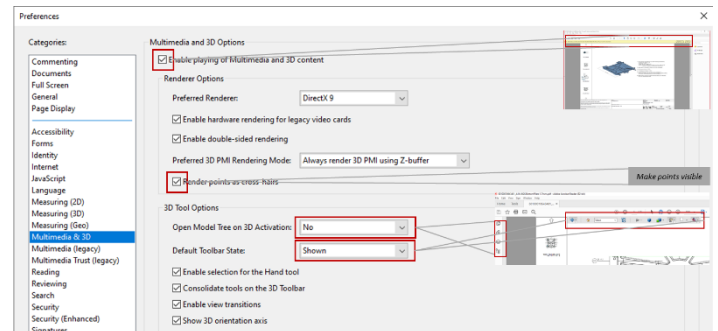 Preferences
Categories:
Commenting
Documents
Full Screen
General
Page Display
Accessibility
Forms
Identity
Internet
JavaScript
Language
Measuring (2D)
Measuring (3D)
Measuring (Geo)
Multimedia & 3D
Multimedia (legacy)
Multimedia Trust (legacy)
Reading
Reviewing
Search
Security
Security (Enhanced)
Signatures
Multimedia and 3D Options
Enable playing of Multimedia and 3D content
Renderer Options
Preferred Renderer: DirectX 9
Enable hardware rendering for legacy video cards
Enable double-sided rendering
Preferred 3D PMI Rendering Mode: Always render 3D PMI using Z-buffer
Render points as cross-hairs
Make points visible
3D Tool Options
Open Model Tree on 3D Activation: No
Default Toolbar State: Shown
Enable selection for the Hand tool
Consolidate tools on the 3D Toolbar
Enable view transitions
Show 3D orientation axis